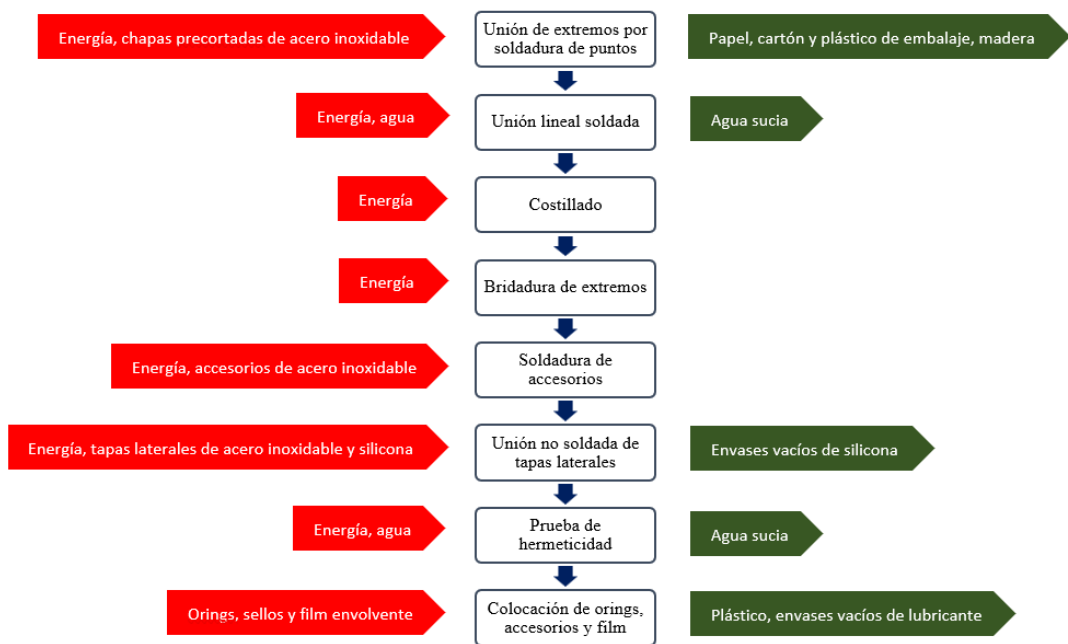 Energía, chapas precortadas de acero inoxidable
Unión de extremos por
soldadura de puntos
Papel, cartón y plástico de embalaje, madera
Energía, agua
Unión lineal soldada
Agua sucia
Energía
Costillado
Energía
Bridadura de extremos
Energía, accesorios de acero inoxidable
Soldadura de
accesorios
Energía, tapas laterales de acero inoxidable y silicona
Unión no soldada de
tapas laterales
Envases vacíos de silicona
Energía, agua
Prueba de
hermeticidad
Agua sucia
Orings, sellos y film envolvente
Colocación de orings,
accesorios y film
Plástico, envases vacíos de lubricante